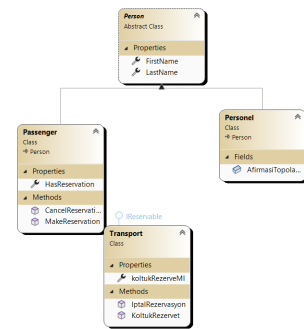 Person
Abstract Class
Properties
FirstName
LastName
Passenger
Class
Person
Properties
HasReservation
Methods
CancelReservati...
MakeReservation
Personel
Class
Person
Fields
AfirmasiTopola...
IReservable
Transport
Class
Properties
koltukRezerveMI
Methods
IptalRezervasyon
KoltukRezervet